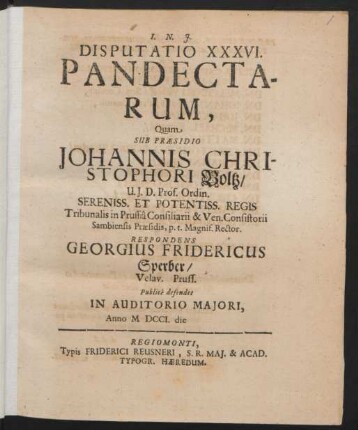 I. N. J.
DISPUTATIO XXXVI.
PANDECTA-
RUM,
Quam
SUB PRÆSIDIO
JOHANNIS CHRI-
STOPHORI Boltz/
U. J. D. Prof. Ordin.
SERENISS. ET POTENTISS. REGIS
Tribunalis in Prussiâ Consiliarii & Ven. Consistorii
Sambiensis Præsidis, p. t. Magnif. Rector.
RESPONDENS
GEORGIUS FRIDERICUS
Sperber/
Velav. Pruss.
Publicè defendet
IN AUDITORIO MAJORI,
Anno M DCCI. die
REGIOMONTI,
Typis FRIDERICI REUSNERI, S. R. MAJ. & ACAD.
TYPOGR. HÆREDUM.